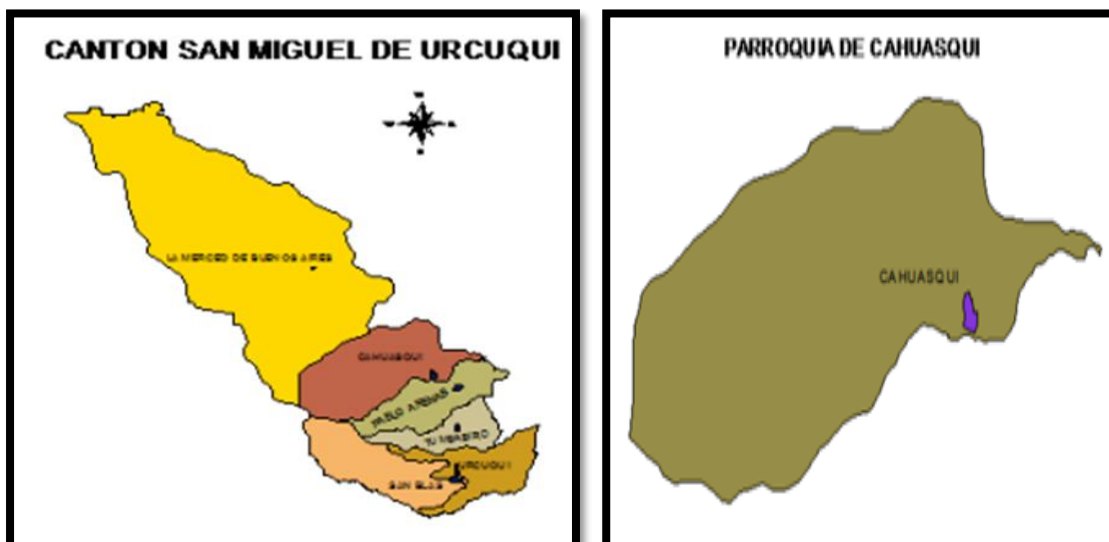 CANTON SAN MIGUEL DE URCUQUI
LA MERCED DE BUENOS AIRES
CAHUASQUI
PABLO ARENAS
TUMBABIRO
URCUQUI
SAN BLAS
PARROQUIA DE CAHUASQUI
CAHUASQUI